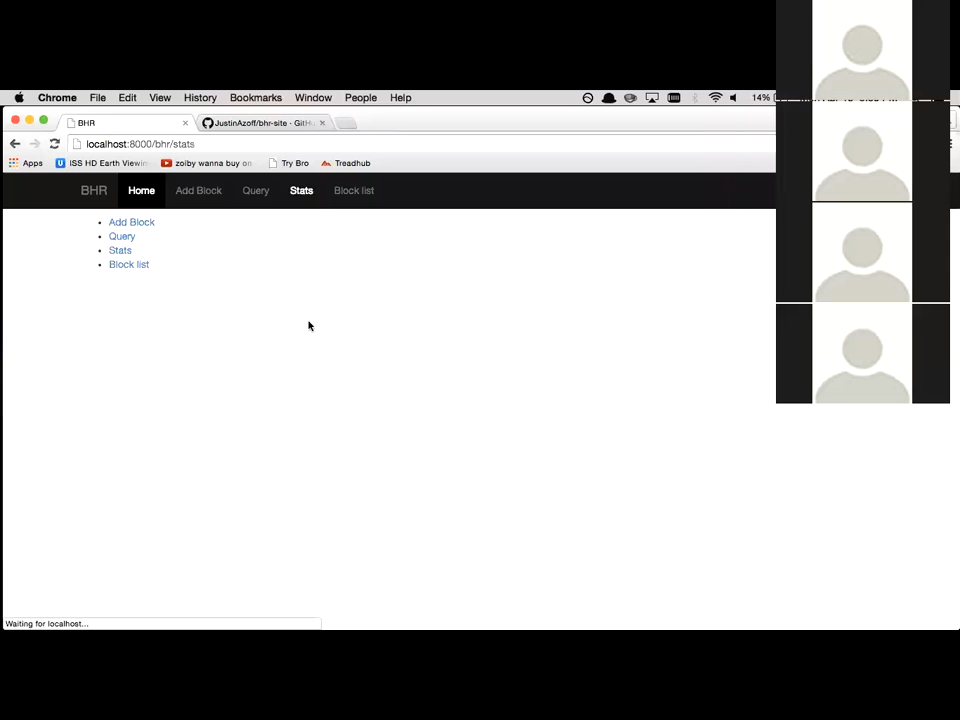 Chrome File Edit View History Bookmarks Window People Help 14%
BHR JustinAzoff/bhr-site · GitHu
localhost:8000/bhr/stats
Apps ISS HD Earth Viewin zoiby wanna buy on Try Bro Treadhub
BHR Home Add Block Query Stats Block list
Add Block
Query
Stats
Block list
Waiting for localhost...